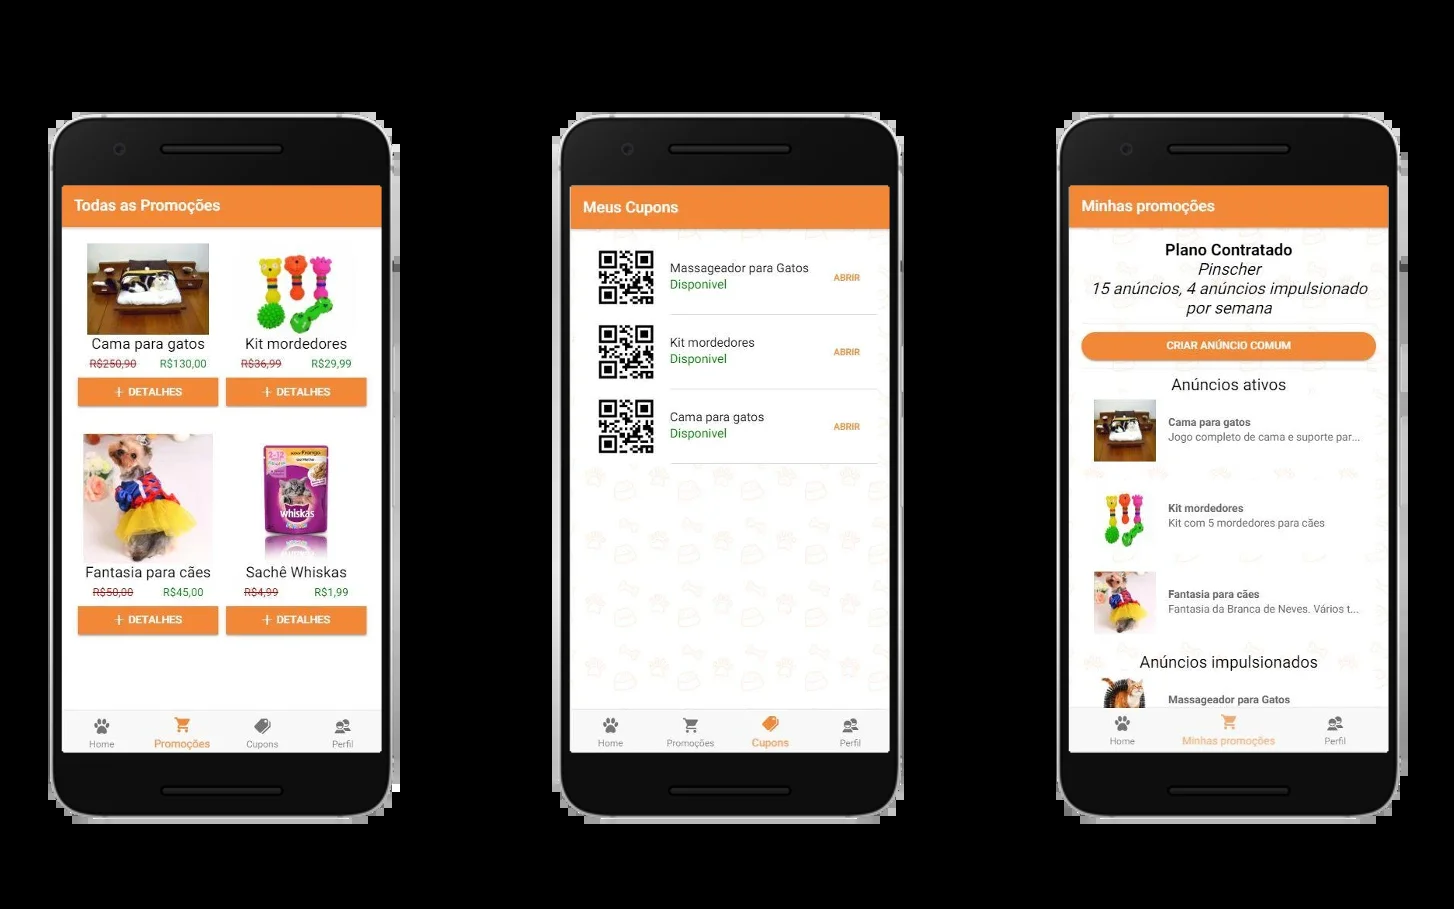 Todas as Promoções
Cama para gatos
R$250,90 R$130,00
+ DETALHES
Kit mordedores
R$36,99 R$29,99
+ DETALHES
Fantasia para cães
R$50,00 R$45,00
+ DETALHES
whiskas
Sachê Whiskas
R$4,99 R$1,99
+ DETALHES
Home
Promoções
Cupons
Perfil
Meus Cupons
Massageador para Gatos
Disponivel
ABRIR
Kit mordedores
Disponivel
ABRIR
Cama para gatos
Disponivel
ABRIR
Home
Promoções
Cupons
Perfil
Minhas promoções
Plano Contratado
Pinscher
15 anúncios, 4 anúncios impulsionado
por semana
CRIAR ANÚNCIO COMUM
Anúncios ativos
Cama para gatos
Jogo completo de cama e suporte par...
Kit mordedores
Kit com 5 mordedores para cães
Fantasia para cães
Fantasia da Branca de Neves. Vários t...
Anúncios impulsionados
Massageador para Gatos
Home
Minhas promoções
Perfil